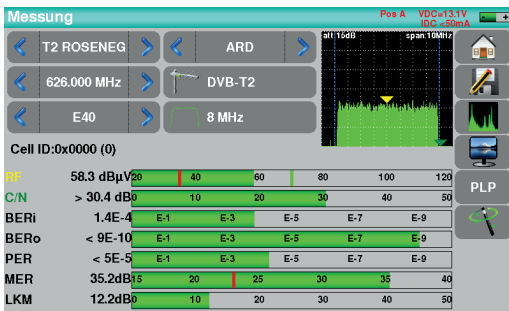 Messung Pos A VDC=13.1V
IDC <50mA
T2 ROSENEG ARD att 15dB span:10MHz
626.000 MHz DVB-T2
E40 8 MHz
Cell ID:0x0000 (0)
PLP
RF 58.3 dBµV 20 40 60 80 100 120
C/N > 30.4 dB 0 10 20 30 40 50
BERi 1.4E-4 E-1 E-3 E-5 E-7 E-9
BERo < 9E-10 E-1 E-3 E-5 E-7 E-9
PER < 5E-5 E-1 E-3 E-5 E-7 E-9
MER 35.2dB 15 20 25 30 35 40
LKM 12.2dB 0 10 20 30 40 50